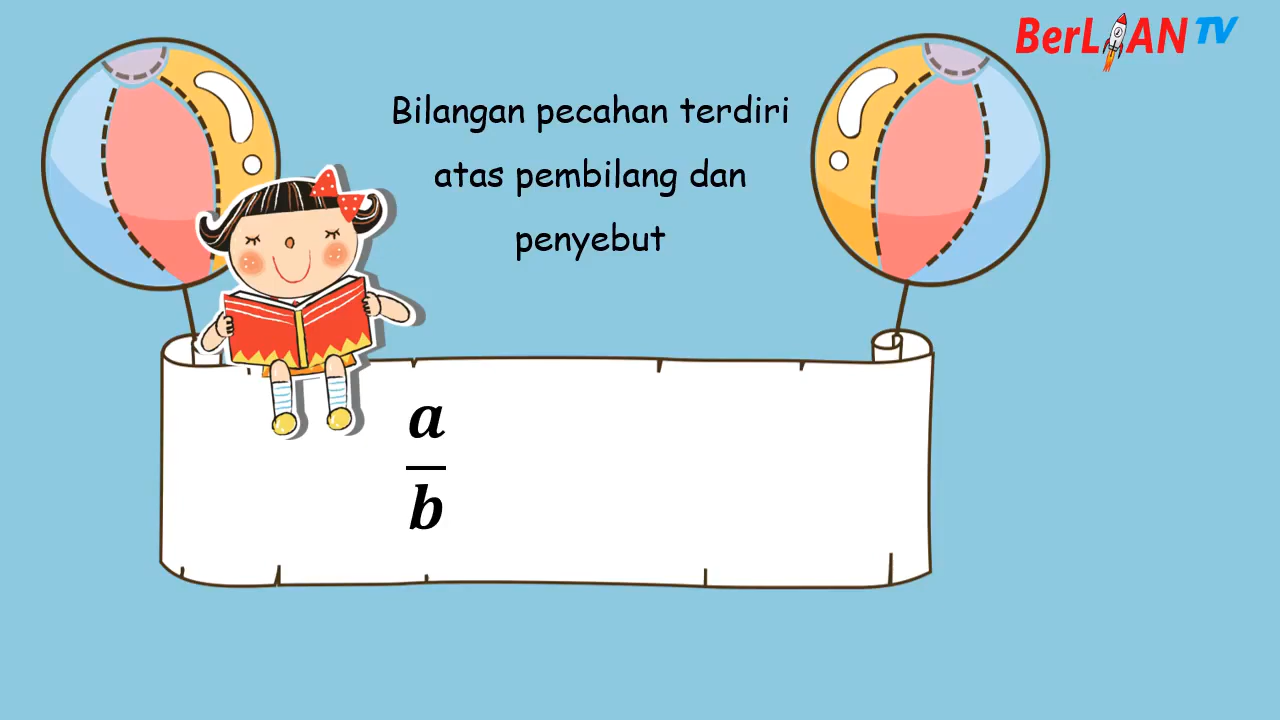 BerLIAN TV
Bilangan pecahan terdiri
atas pembilang dan
penyebut
a
b